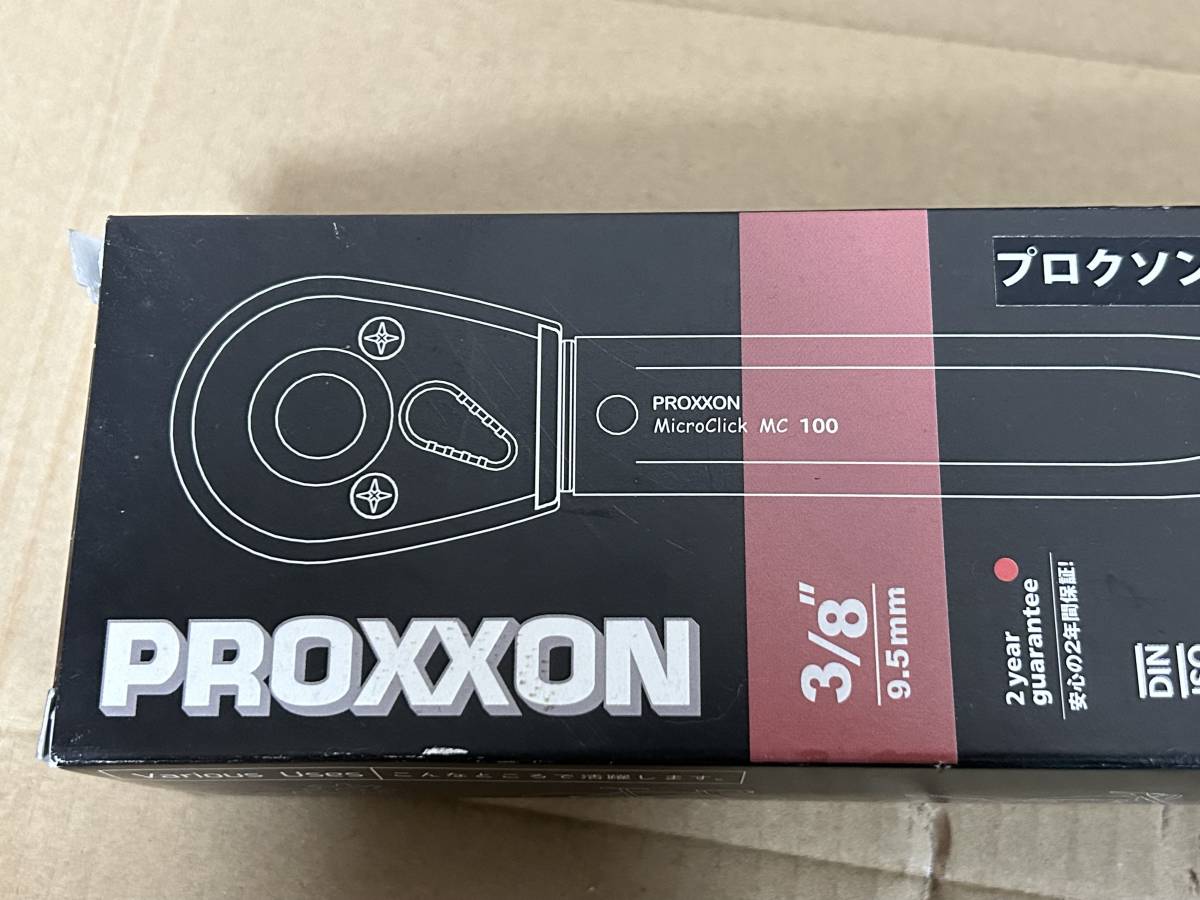 プロクソン
PROXXON
MicroClick MC 100
PROXXON
3/8"
9.5mm
2 year
guarantee
安心の2年間保証!
DIN
ISO
Various Uses